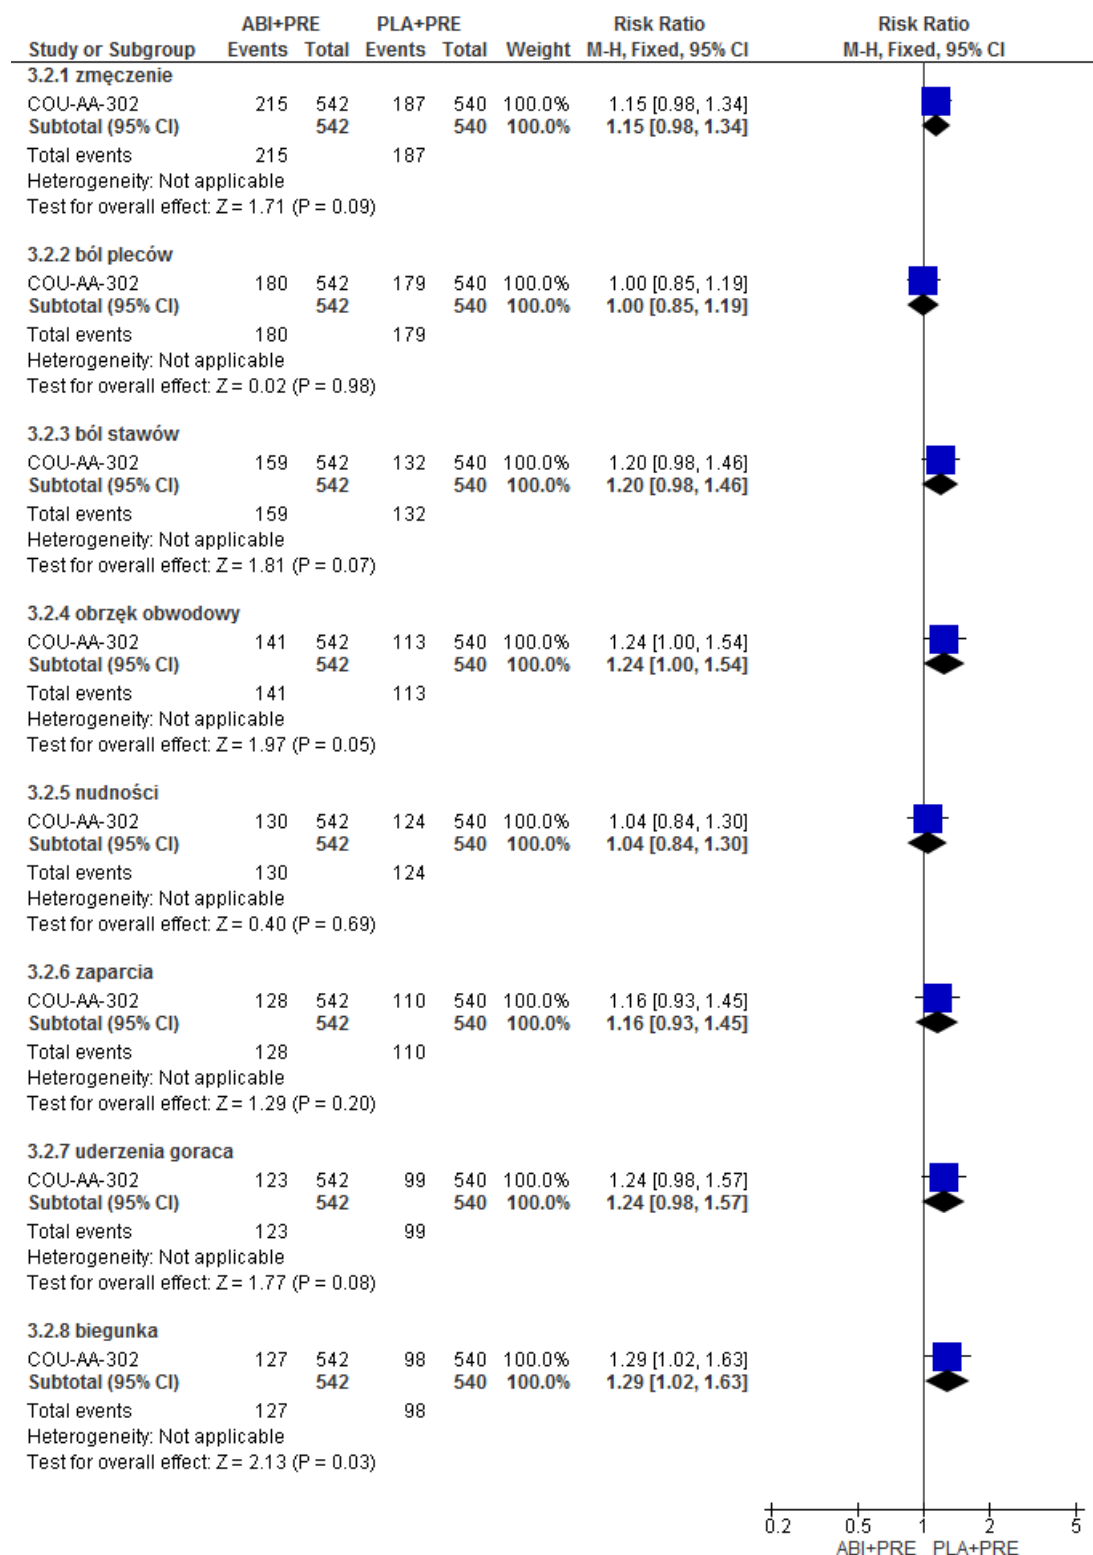 ABI+PRE PLA+PRE Risk Ratio Risk Ratio
Study or Subgroup Events Total Events Total Weight M-H, Fixed, 95% CI M-H, Fixed, 95% CI
3.2.1 zmęczenie
COU-AA-302 215 542 187 540 100.0% 1.15 [0.98, 1.34]
Subtotal (95% CI) 542 540 100.0% 1.15 [0.98, 1.34]
Total events 215 187
Heterogeneity: Not applicable
Test for overall effect: Z = 1.71 (P = 0.09)
3.2.2 ból pleców
COU-AA-302 180 542 179 540 100.0% 1.00 [0.85, 1.19]
Subtotal (95% CI) 542 540 100.0% 1.00 [0.85, 1.19]
Total events 180 179
Heterogeneity: Not applicable
Test for overall effect: Z = 0.02 (P = 0.98)
3.2.3 ból stawów
COU-AA-302 159 542 132 540 100.0% 1.20 [0.98, 1.46]
Subtotal (95% CI) 542 540 100.0% 1.20 [0.98, 1.46]
Total events 159 132
Heterogeneity: Not applicable
Test for overall effect: Z = 1.81 (P = 0.07)
3.2.4 obrzęk obwodowy
COU-AA-302 141 542 113 540 100.0% 1.24 [1.00, 1.54]
Subtotal (95% CI) 542 540 100.0% 1.24 [1.00, 1.54]
Total events 141 113
Heterogeneity: Not applicable
Test for overall effect: Z = 1.97 (P = 0.05)
3.2.5 nudności
COU-AA-302 130 542 124 540 100.0% 1.04 [0.84, 1.30]
Subtotal (95% CI) 542 540 100.0% 1.04 [0.84, 1.30]
Total events 130 124
Heterogeneity: Not applicable
Test for overall effect: Z = 0.40 (P = 0.69)
3.2.6 zaparcia
COU-AA-302 128 542 110 540 100.0% 1.16 [0.93, 1.45]
Subtotal (95% CI) 542 540 100.0% 1.16 [0.93, 1.45]
Total events 128 110
Heterogeneity: Not applicable
Test for overall effect: Z = 1.29 (P = 0.20)
3.2.7 uderzenia goraca
COU-AA-302 123 542 99 540 100.0% 1.24 [0.98, 1.57]
Subtotal (95% CI) 542 540 100.0% 1.24 [0.98, 1.57]
Total events 123 99
Heterogeneity: Not applicable
Test for overall effect: Z = 1.77 (P = 0.08)
3.2.8 biegunka
COU-AA-302 127 542 98 540 100.0% 1.29 [1.02, 1.63]
Subtotal (95% CI) 542 540 100.0% 1.29 [1.02, 1.63]
Total events 127 98
Heterogeneity: Not applicable
Test for overall effect: Z = 2.13 (P = 0.03)
0.2 0.5 1 2 5
ABI+PRE PLA+PRE